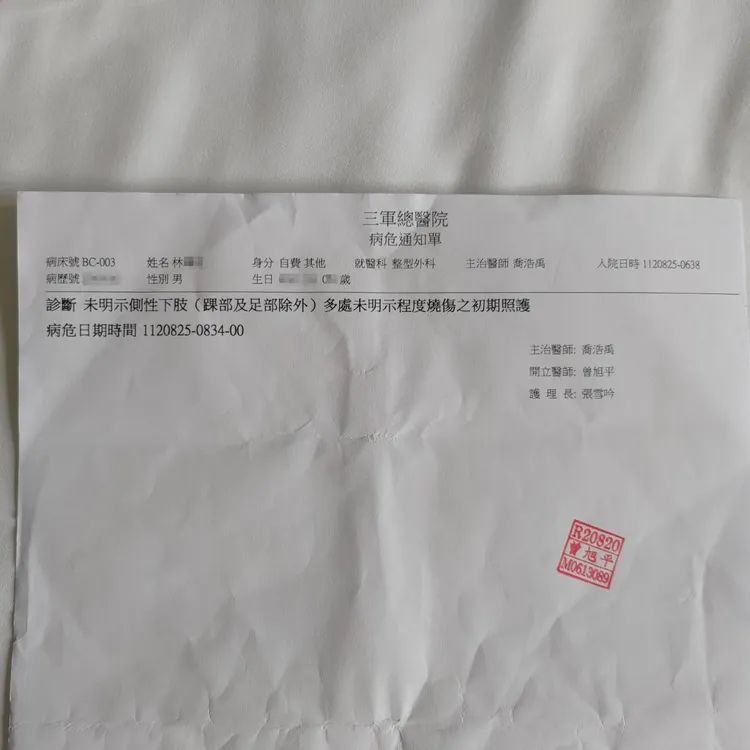 三軍總醫院
病危通知單
病床號 BC-003 姓名 林 身分 自費 其他 就醫科 整型外科 主治醫師 喬浩禹 入院日時 1120825-0638
病歷號 性別 男 生日 歲
診斷 未明示側性下肢（踝部及足部除外）多處未明示程度燒傷之初期照護
病危日期時間 1120825-0834-00
主治醫師: 喬浩禹
開立醫師: 曾旭平
護 理 長: 張雪吟
R20820
曾旭平
M0613089